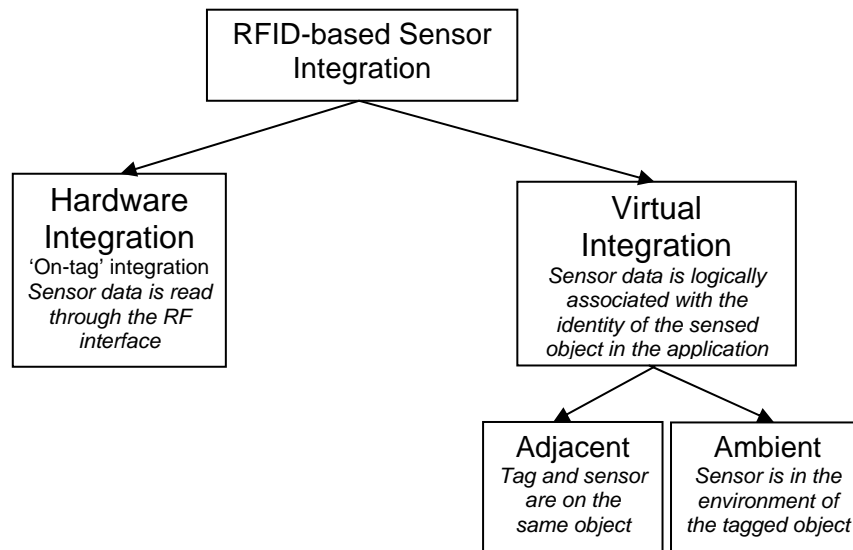 RFID-based Sensor
Integration
Hardware
Integration
‘On-tag’ integration
Sensor data is read
through the RF
interface
Virtual
Integration
Sensor data is logically
associated with the
identity of the sensed
object in the application
Adjacent
Tag and sensor
are on the
same object
Ambient
Sensor is in the
environment of
the tagged object